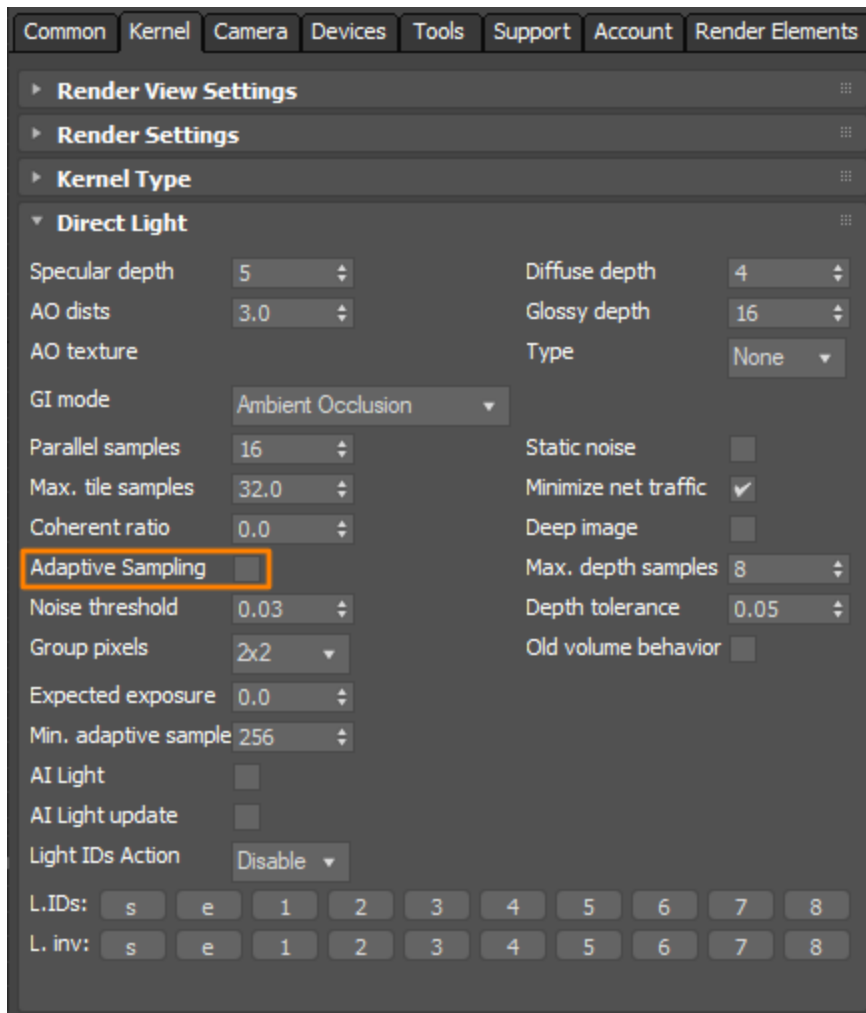 Common Kernel Camera Devices Tools Support Account Render Elements
Render View Settings
Render Settings
Kernel Type
Direct Light
Specular depth 5 Diffuse depth 4
AO dists 3.0 Glossy depth 16
AO texture Type None
GI mode Ambient Occlusion
Parallel samples 16 Static noise
Max. tile samples 32.0 Minimize net traffic
Coherent ratio 0.0 Deep image
Adaptive Sampling Max. depth samples 8
Noise threshold 0.03 Depth tolerance 0.05
Group pixels 2x2 Old volume behavior
Expected exposure 0.0
Min. adaptive sample 256
AI Light
AI Light update
Light IDs Action Disable
L.IDs: s e 1 2 3 4 5 6 7 8
L. inv: s e 1 2 3 4 5 6 7 8